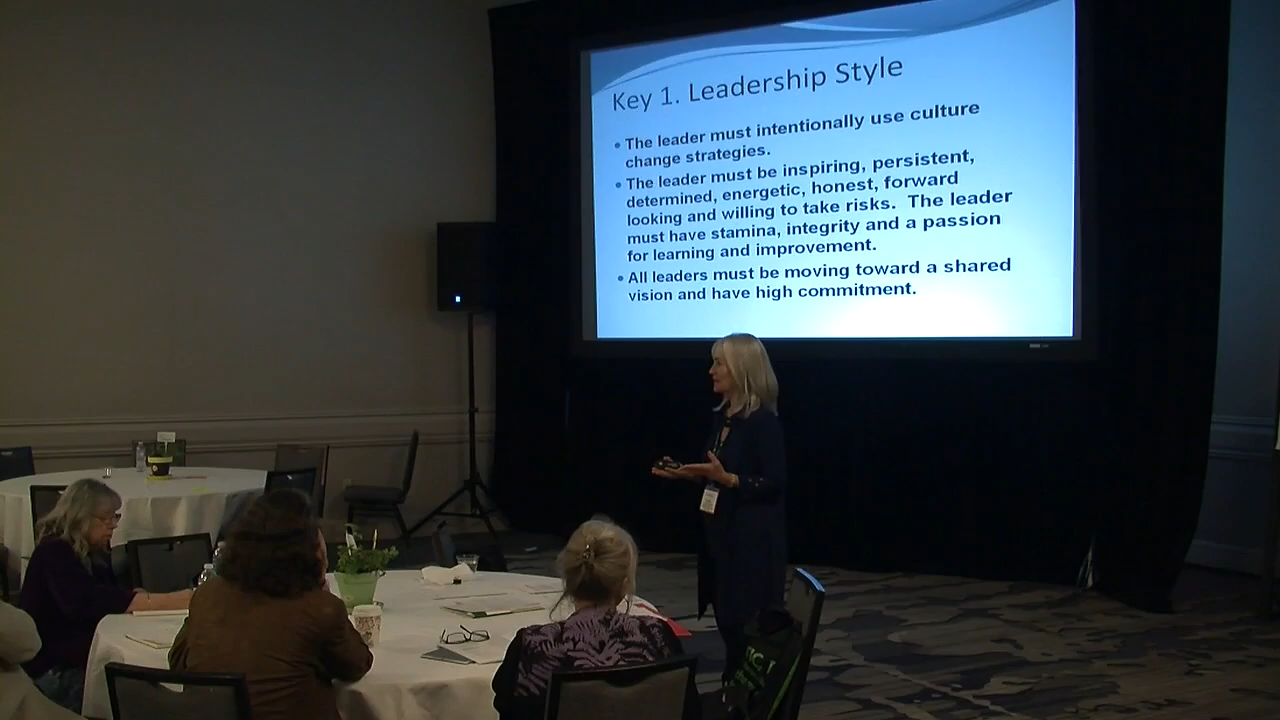 Key 1. Leadership Style
• The leader must intentionally use culture
change strategies.
• The leader must be inspiring, persistent,
determined, energetic, honest, forward
looking and willing to take risks. The leader
must have stamina, integrity and a passion
for learning and improvement.
• All leaders must be moving toward a shared
vision and have high commitment.